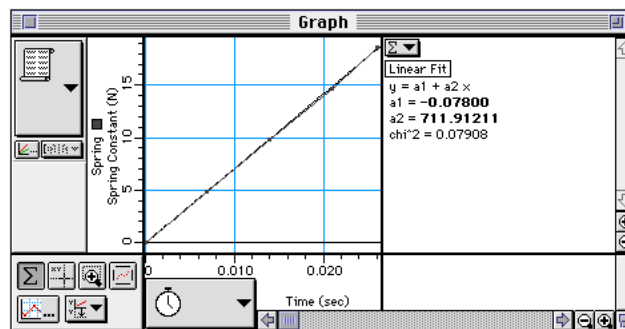 Graph
Spring
Spring Constant (N)
15
10
5
0
Σ
Linear Fit
y = a1 + a2 x
a1 = -0.07800
a2 = 711.91211
chi^2 = 0.07908
0
0.010
0.020
Time (sec)
Σ